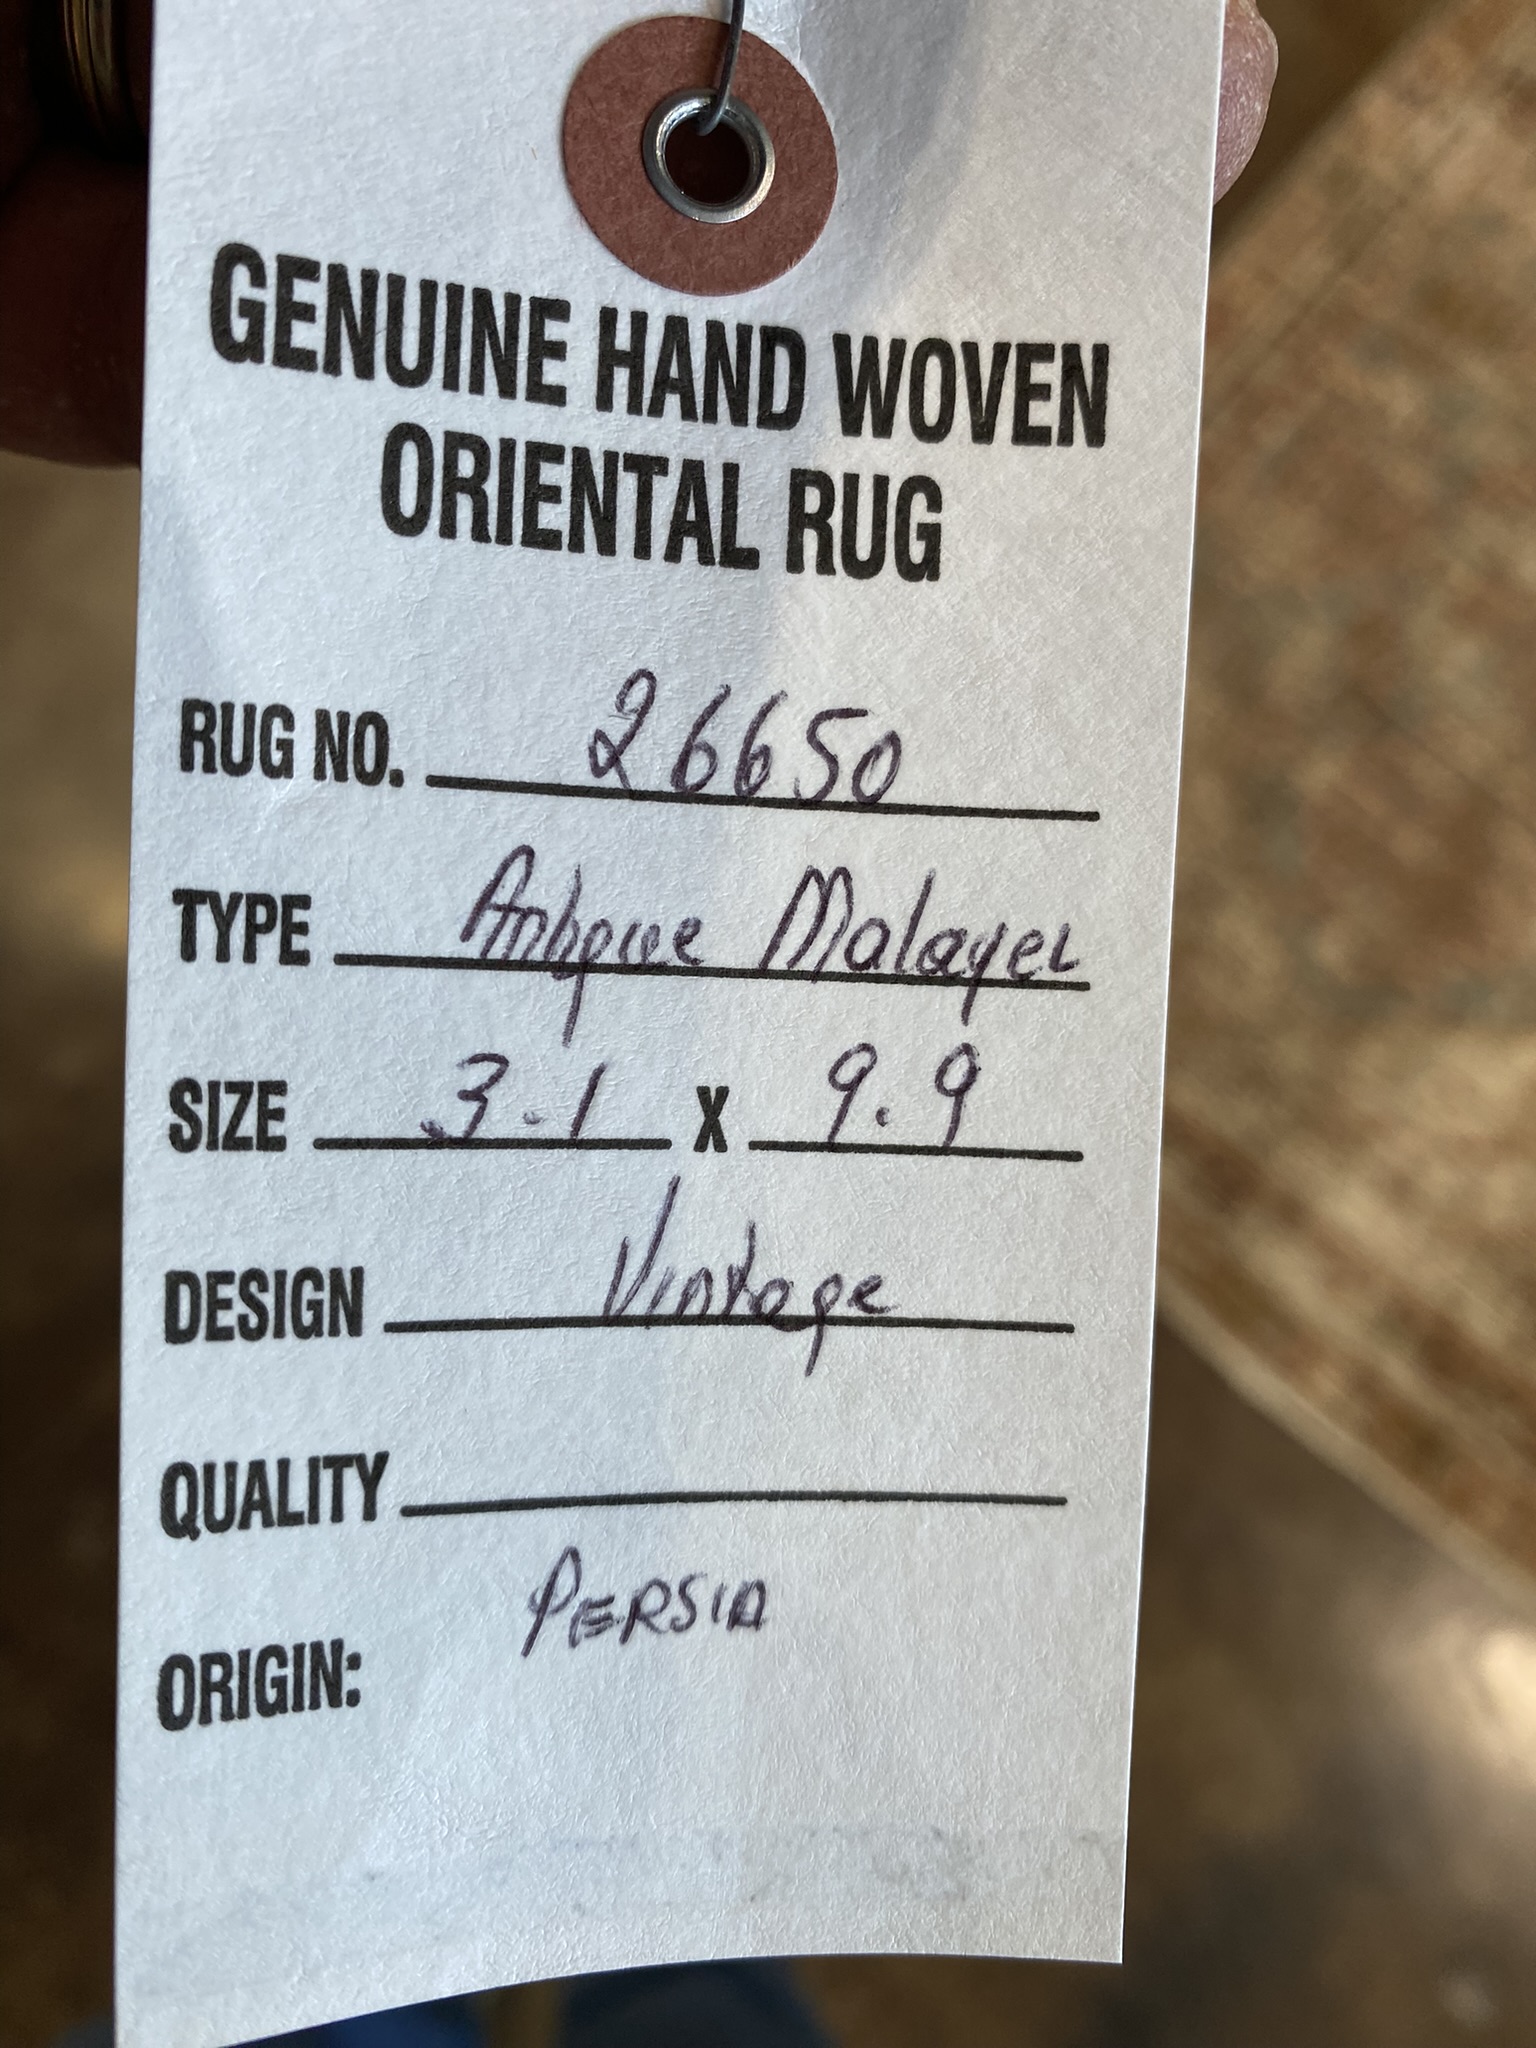 GENUINE HAND WOVEN
ORIENTAL RUG
RUG NO. 26650
TYPE Antique Malayer
SIZE 3.1 X 9.9
DESIGN Vintage
QUALITY
ORIGIN: PERSIA